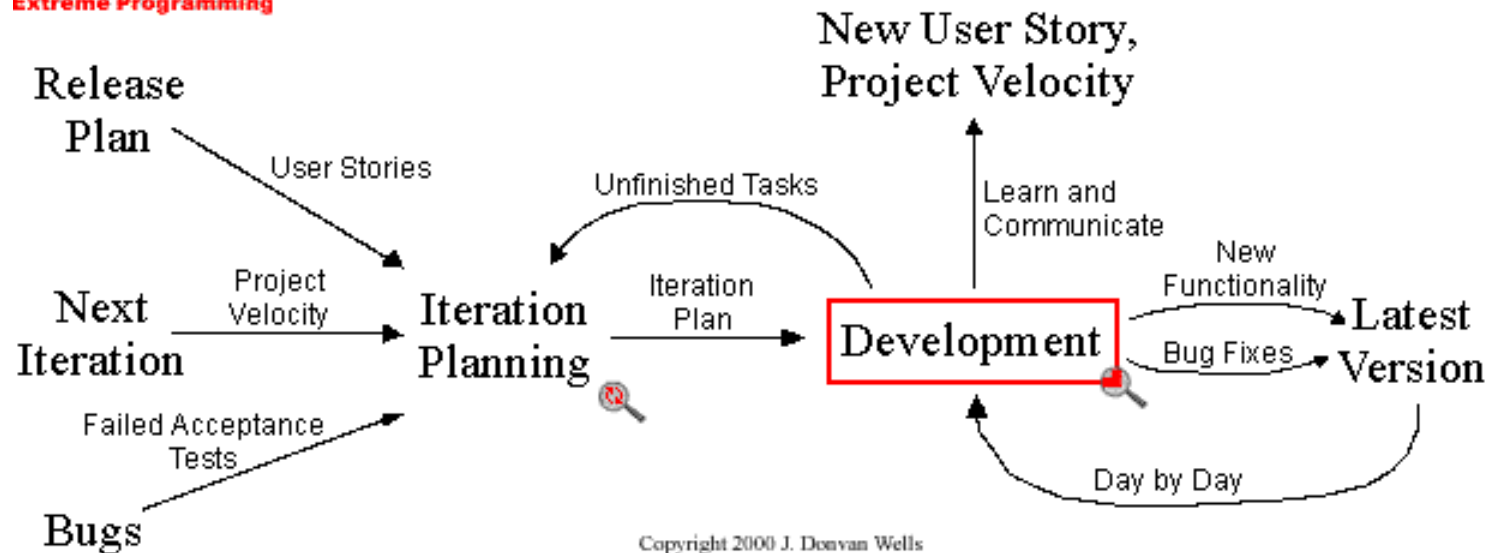 Extreme Programming
New User Story,
Project Velocity
Release
Plan
User Stories
Unfinished Tasks
Learn and
Communicate
New
Functionality
Project
Velocity
Iteration
Plan
Next
Iteration
Iteration
Planning
Development
Bug Fixes
Latest
Version
Failed Acceptance
Tests
Day by Day
Bugs
Copyright 2000 J. Donvan Wells